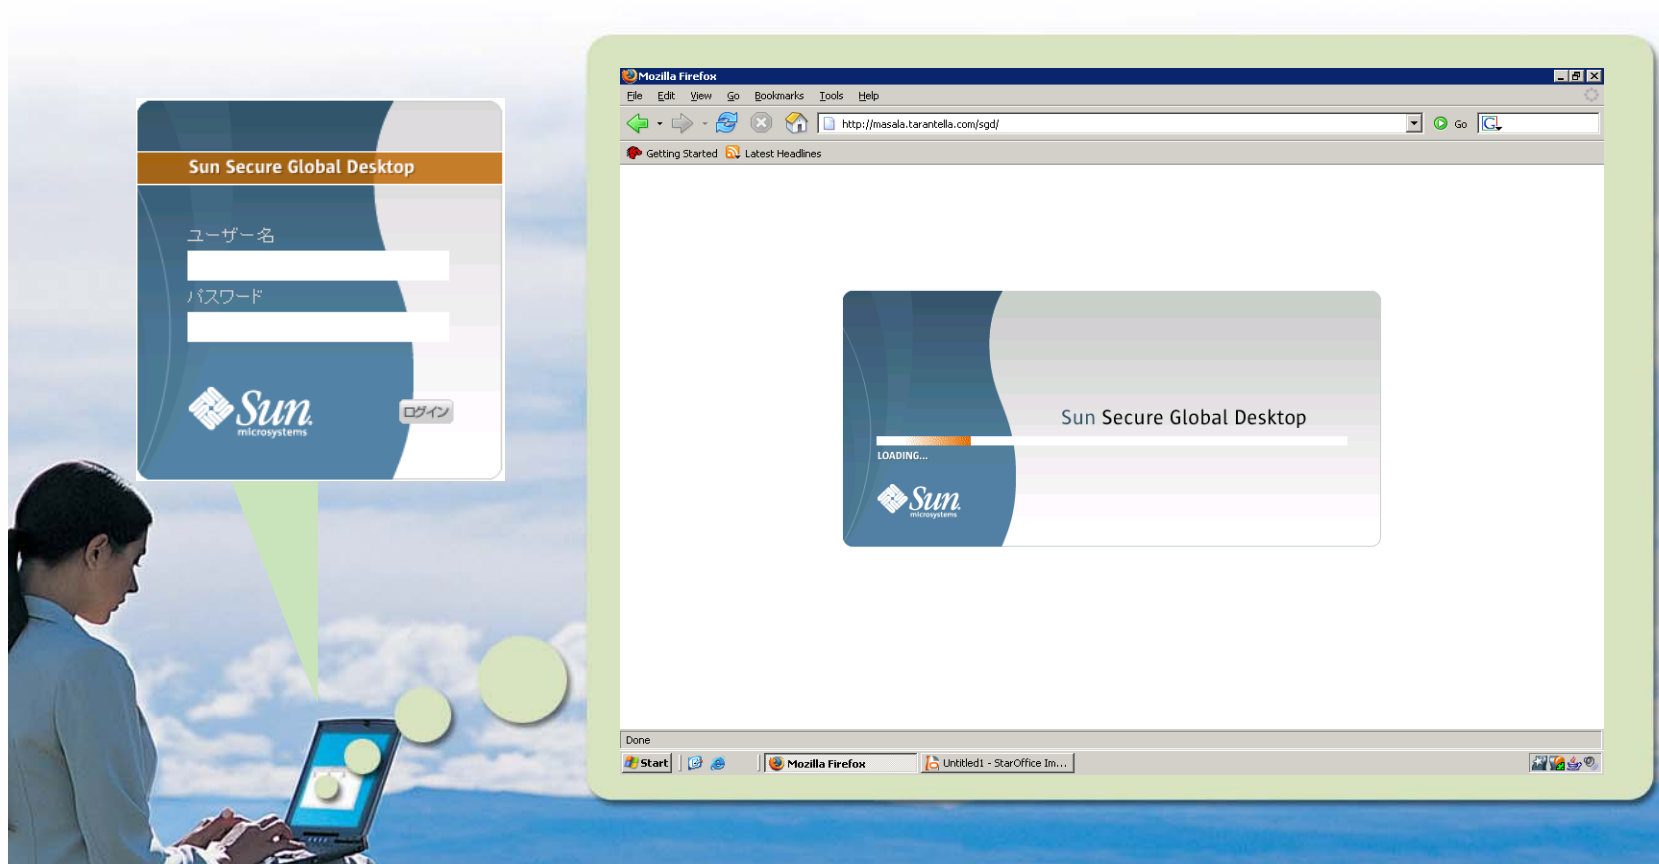 Sun Secure Global Desktop
ユーザー名
パスワード
Sun
microsystems
ログイン
Mozilla Firefox
File Edit View Go Bookmarks Tools Help
http://masala.tarantella.com/sgd/
Go
G
Getting Started Latest Headlines
Sun Secure Global Desktop
LOADING...
Sun
microsystems
Done
Start Mozilla Firefox Untitled1 - StarOffice Im...